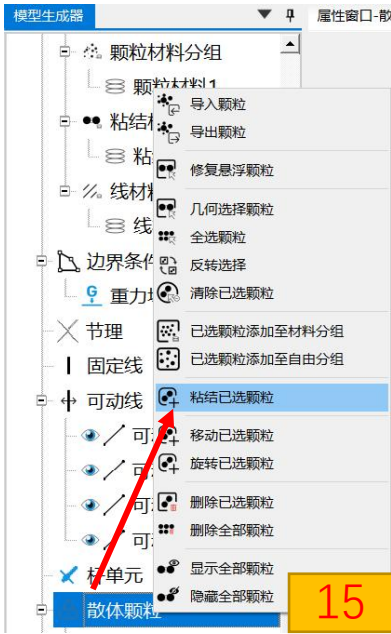 模型生成器
属性窗口-散
颗粒材料分组
颗粒材料1
粘结材
粘
线材
线
边界条件
G 重力场
节理
固定线
可动线
可
可
可
可
杆单元
散体颗粒
导入颗粒
导出颗粒
修复悬浮颗粒
几何选择颗粒
全选颗粒
反转选择
清除已选颗粒
已选颗粒添加至材料分组
已选颗粒添加至自由分组
粘结已选颗粒
移动已选颗粒
旋转已选颗粒
删除已选颗粒
删除全部颗粒
显示全部颗粒
隐藏全部颗粒
15